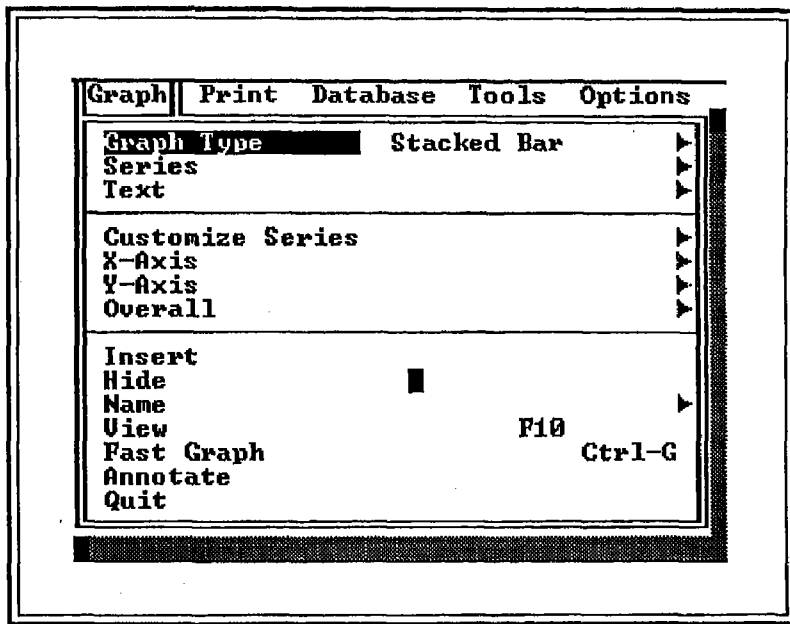 Graph Print Database Tools Options
Graph Type Stacked Bar
Series
Text
Customize Series
X-Axis
Y-Axis
Overall
Insert
Hide
Name
View F10
Fast Graph Ctrl-G
Annotate
Quit